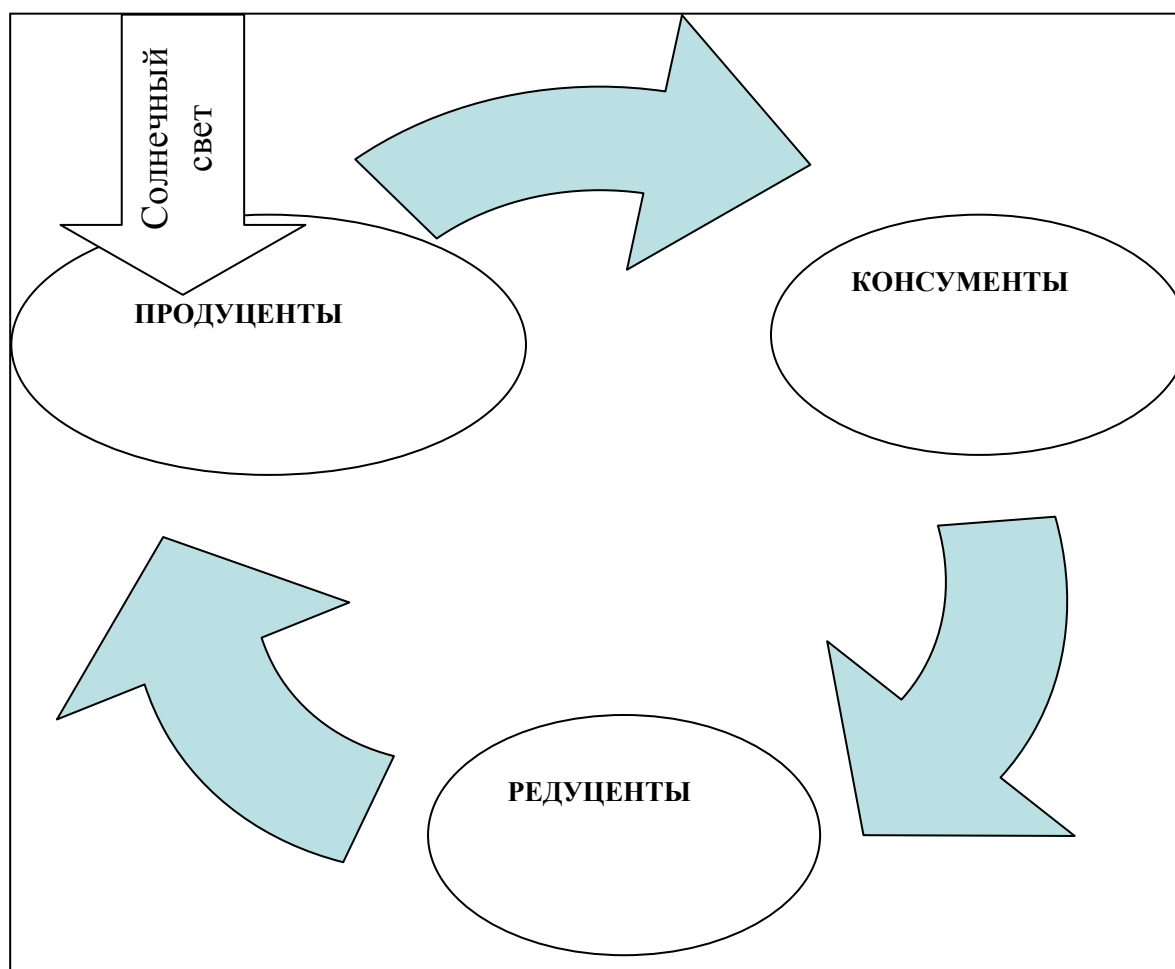 Солнечный
свет
ПРОДУЦЕНТЫ
КОНСУМЕНТЫ
РЕДУЦЕНТЫ